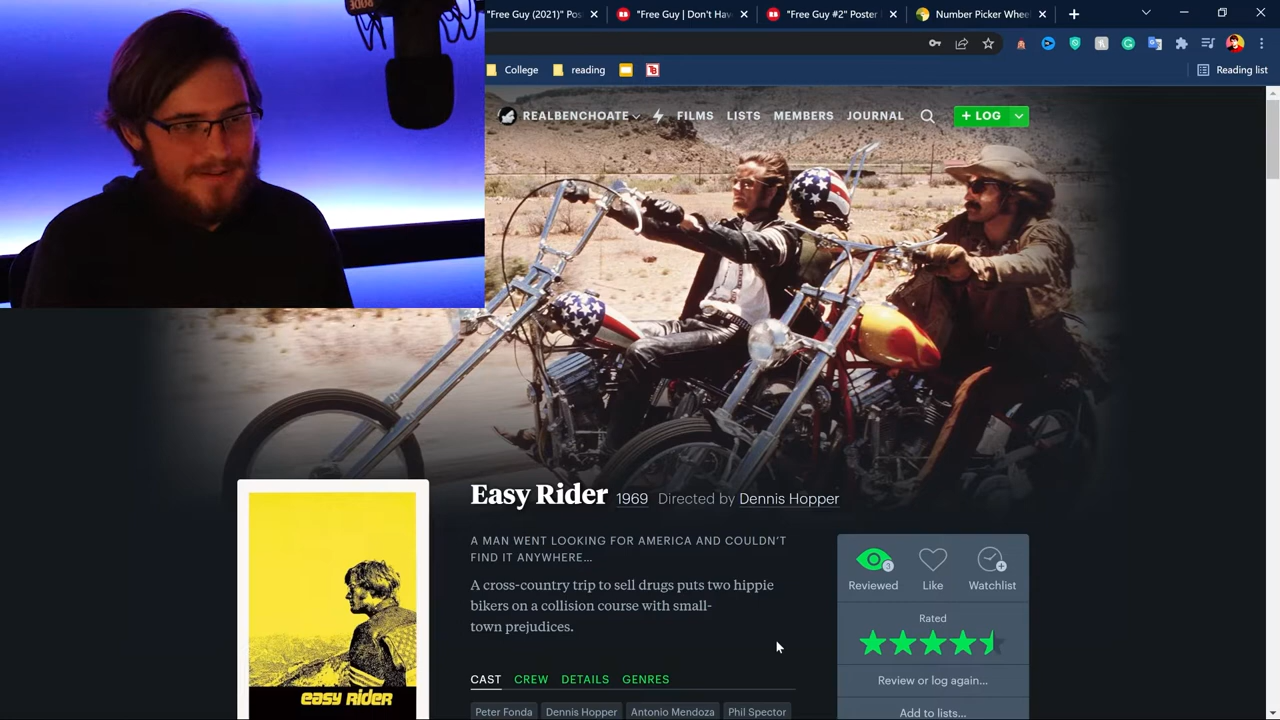 "Free Guy (2021)" Pos
"Free Guy | Don't Hav
"Free Guy #2" Poster
Number Picker Whee
College
reading
Reading list
REALBENCHOATE
FILMS
LISTS
MEMBERS
JOURNAL
+ LOG
Easy Rider 1969 Directed by Dennis Hopper
A MAN WENT LOOKING FOR AMERICA AND COULDN'T
FIND IT ANYWHERE...
A cross-country trip to sell drugs puts two hippie
bikers on a collision course with small-
town prejudices.
CAST CREW DETAILS GENRES
Peter Fonda Dennis Hopper Antonio Mendoza Phil Spector
3
Reviewed Like Watchlist
Rated
Review or log again...
Add to lists...
easy RIDER